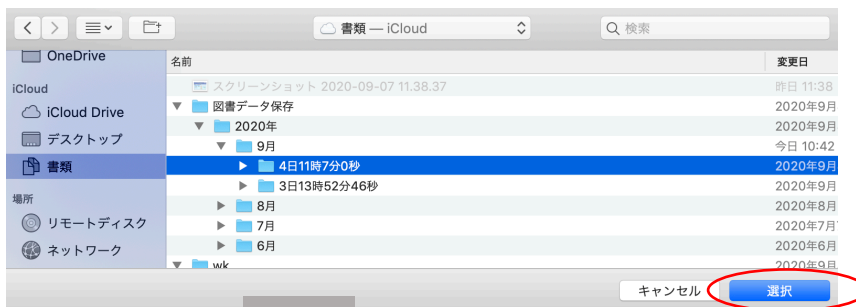 書類 — iCloud
検索
OneDrive
名前
変更日
iCloud
スクリーンショット 2020-09-07 11.38.37
昨日 11:38
iCloud Drive
図書データ保存
2020年9月
デスクトップ
2020年
2020年9月
9月
今日 10:42
書類
4日11時7分0秒
2020年9月
3日13時52分46秒
2020年9月
場所
8月
2020年8月
リモートディスク
7月
2020年7月
ネットワーク
6月
2020年6月
wk
2020年9月
キャンセル
選択